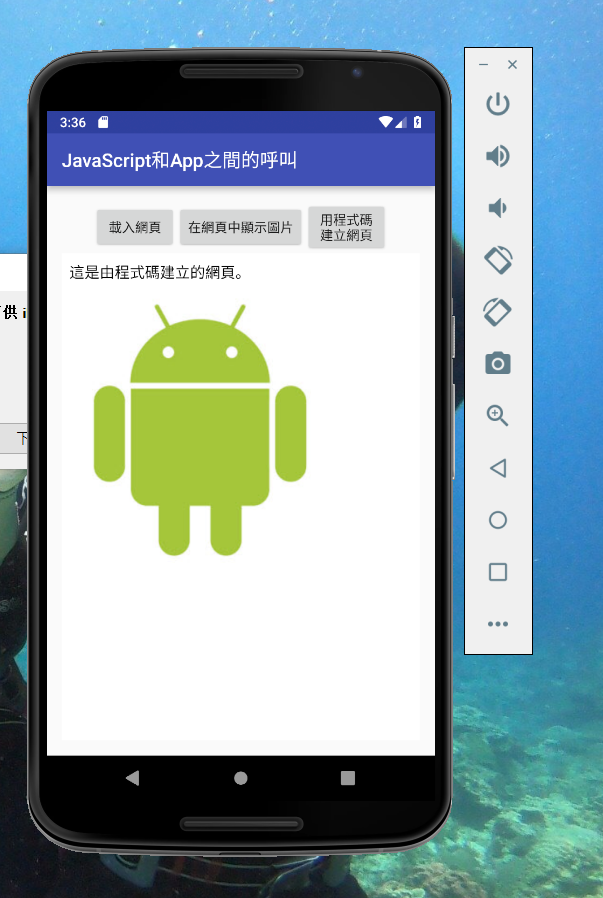 3:36
JavaScript和App之間的呼叫
載入網頁
在網頁中顯示圖片
用程式碼
建立網頁
這是由程式碼建立的網頁。
供 i
下